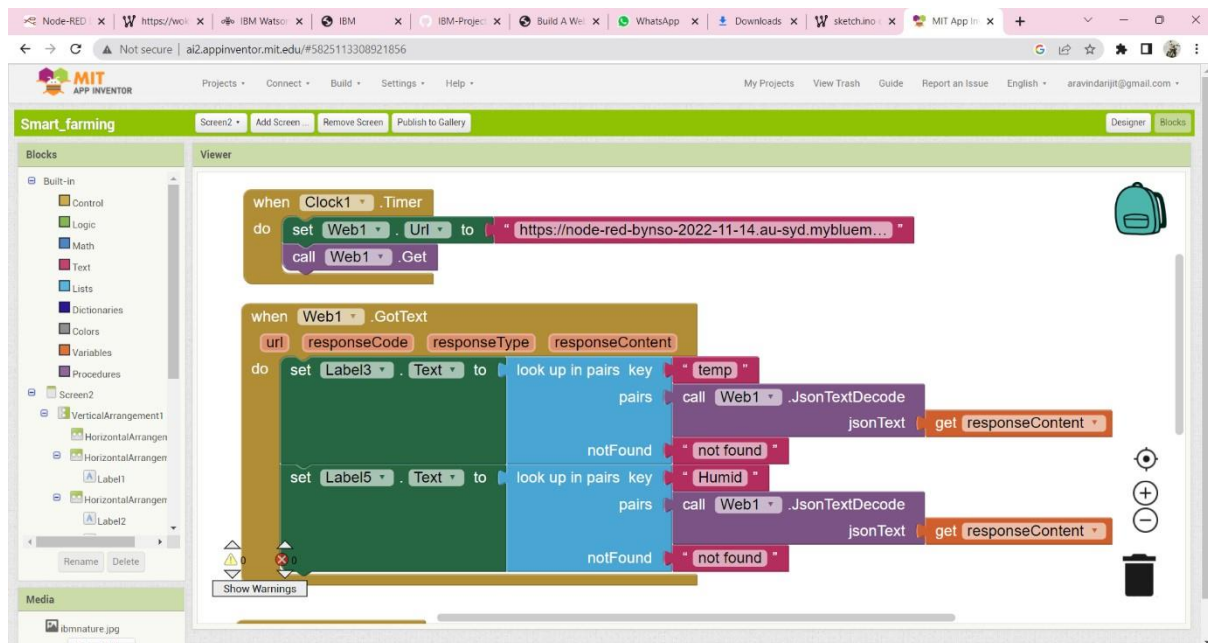 Node-RED
https://wok
IBM Watson
IBM
IBM-Project
Build A Web
WhatsApp
Downloads
sketch.ino
MIT App In
Not secure | ai2.appinventor.mit.edu/#5825113308921856
MIT
APP INVENTOR
Projects Connect Build Settings Help My Projects View Trash Guide Report an Issue English aravindarijit@gmail.com
Smart_farming Screen2 Add Screen ... Remove Screen Publish to Gallery Designer Blocks
Blocks
Viewer
Built-in
Control
Logic
Math
Text
Lists
Dictionaries
Colors
Variables
Procedures
Screen2
VerticalArrangement1
HorizontalArrangen
HorizontalArrangen
Label1
HorizontalArrangen
Label2
Rename Delete
Media
ibmnature.jpg
when Clock1 .Timer
do set Web1 . Url to " https://node-red-bynso-2022-11-14.au-syd.mybluem... "
call Web1 .Get
when Web1 .GotText
url responseCode responseType responseContent
do set Label3 . Text to look up in pairs key " temp "
pairs call Web1 .JsonTextDecode
jsonText get responseContent
notFound " not found "
set Label5 . Text to look up in pairs key " Humid "
pairs call Web1 .JsonTextDecode
jsonText get responseContent
notFound " not found "
0 0
Show Warnings